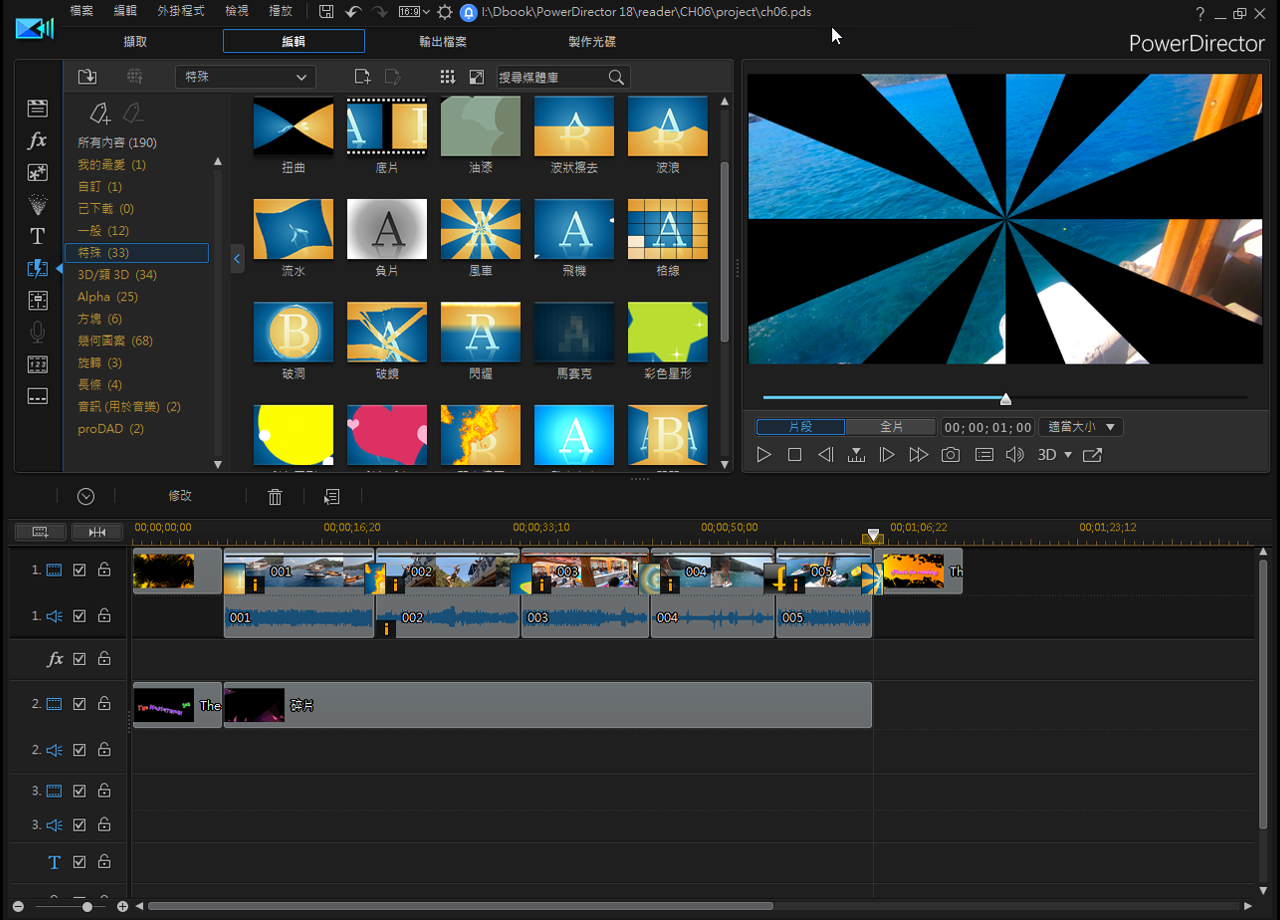 檔案 編輯 外掛程式 檢視 播放 16:9 I:\Dbook\PowerDirector 18\reader\CH06\project\ch06.pds ?
擷取 編輯 輸出檔案 製作光碟
PowerDirector
特殊 搜尋媒體庫
所有內容 (190)
我的最愛 (1)
自訂 (1)
已下載 (0)
一般 (12)
特殊 (33)
3D/類 3D (34)
Alpha (25)
方塊 (6)
幾何圖案 (68)
旋轉 (3)
長條 (4)
音訊 (用於音樂) (2)
proDAD (2)
扭曲 底片 油漆 波狀擦去 波浪
流水 負片 風車 飛機 格線
破洞 破鏡 閃耀 馬賽克 彩色星形
片段 全片 00;00;01;00 適當大小
3D
修改
00;00;00;00 00;00;16;20 00;00;33;10 00;00;50;00 00;01;06;22 00;01;23;12
1. 001 002 003 004 005 Th
1. 001 002 003 004 005
fx
2. The 碎片
2.
3.
3.
T